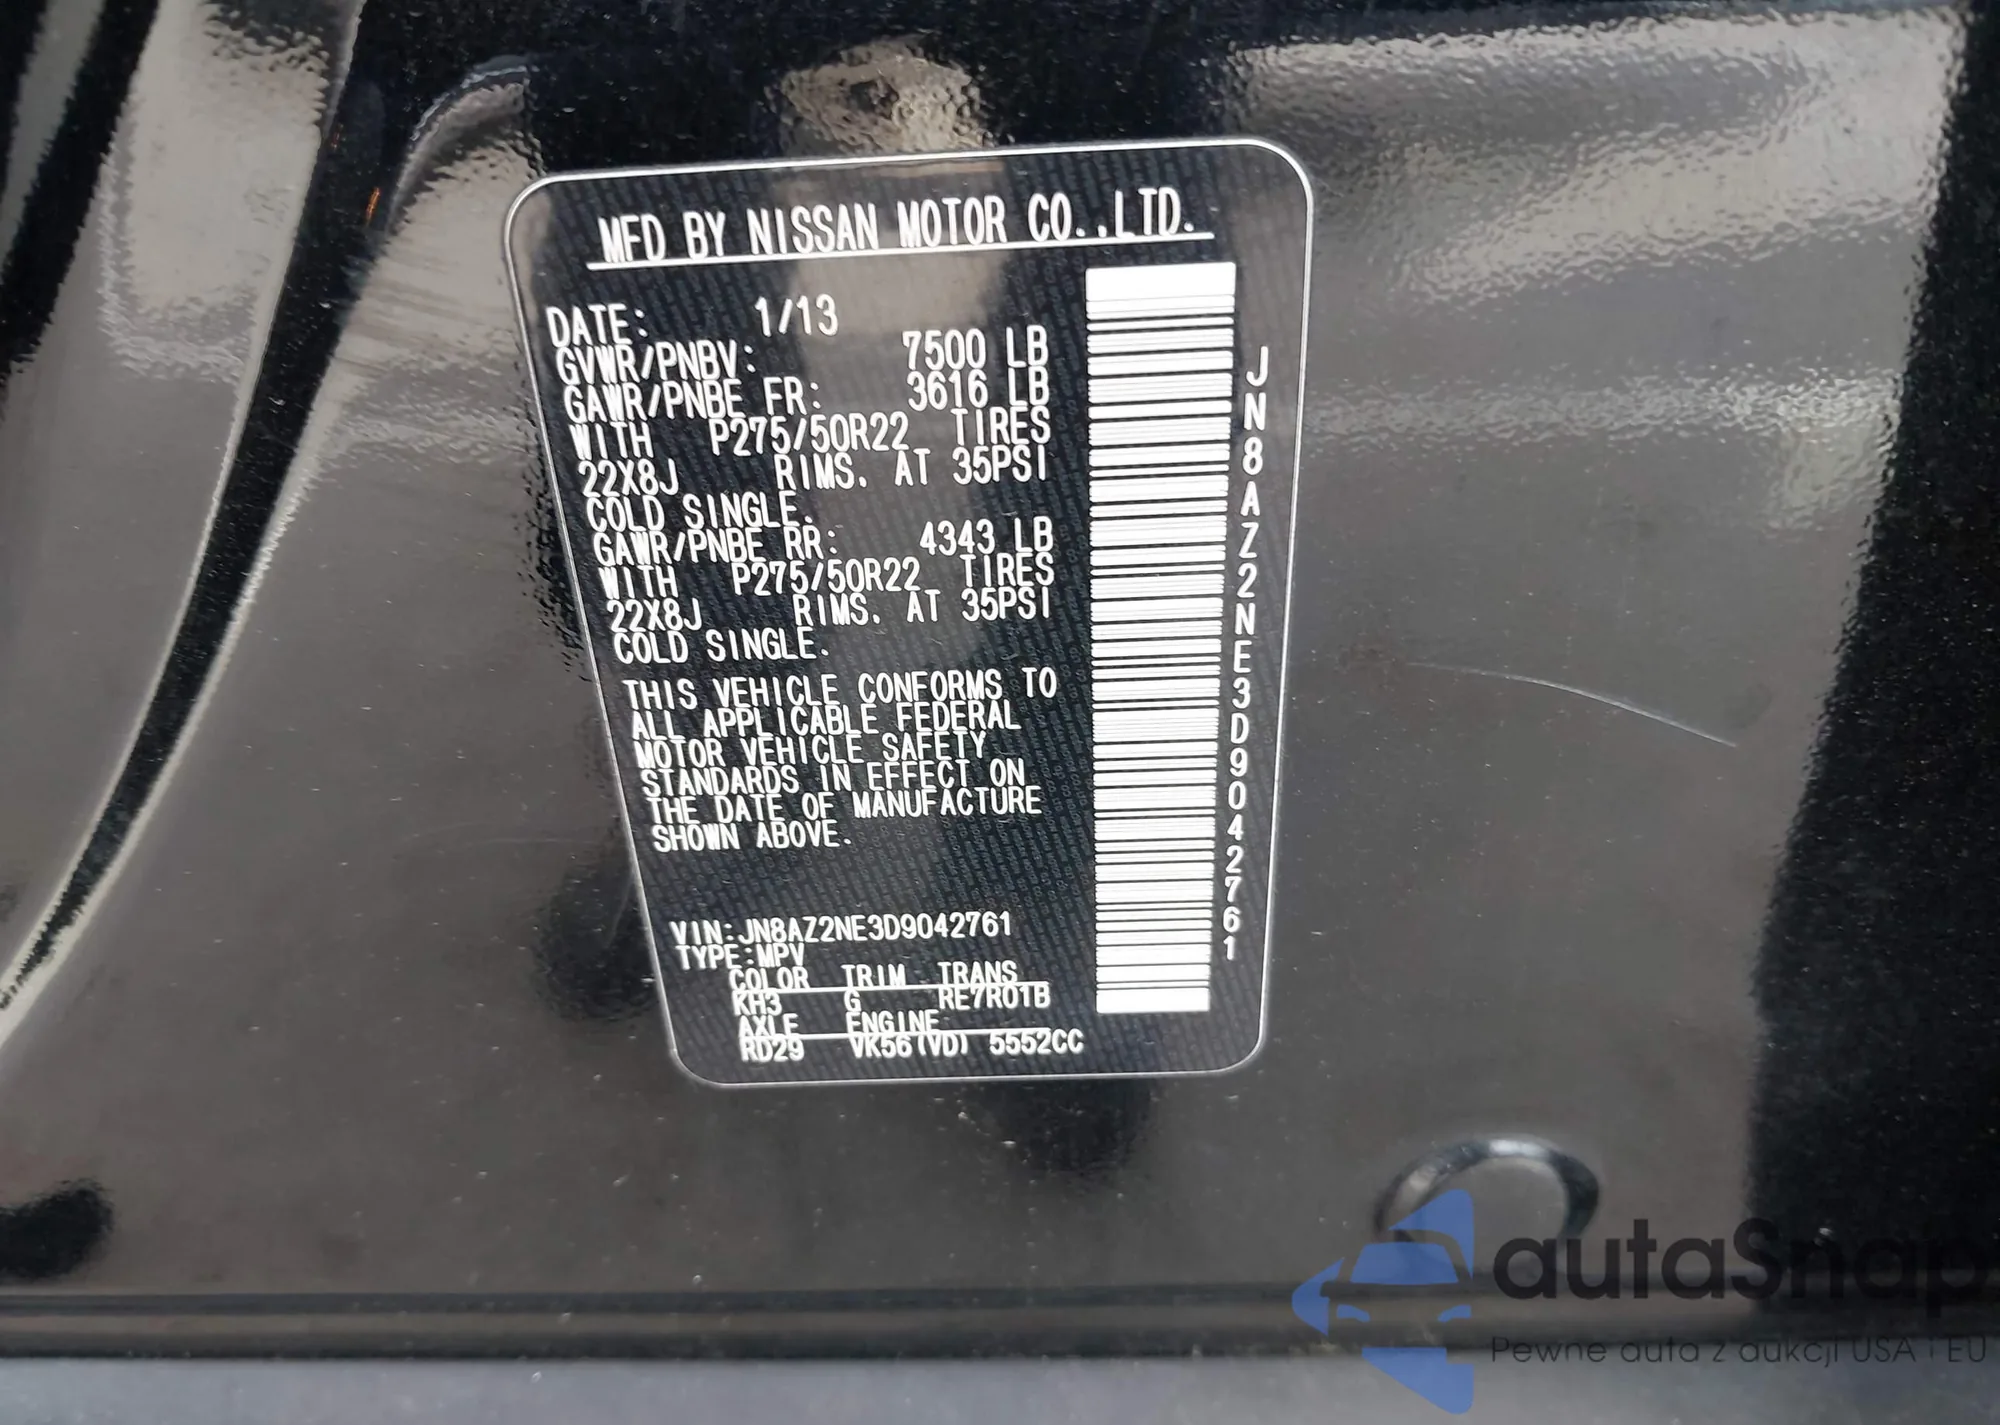 MFD BY NISSAN MOTOR CO.,LTD.
DATE: 1/13
GVWR/PNBV: 7500 LB
GAWR/PNBE FR: 3616 LB
WITH P275/50R22 TIRES
22X8J RIMS. AT 35PSI
COLD SINGLE.
GAWR/PNBE RR: 4343 LB
WITH P275/50R22 TIRES
22X8J RIMS. AT 35PSI
COLD SINGLE.
THIS VEHICLE CONFORMS TO
ALL APPLICABLE FEDERAL
MOTOR VEHICLE SAFETY
STANDARDS IN EFFECT ON
THE DATE OF MANUFACTURE
SHOWN ABOVE.
VIN:JN8AZ2NE3D9042761
TYPE:MPV
COLOR TRIM TRANS
KH3 G RE7R01B
AXLE ENGINE
RD29 VK56(VD) 5552CC
JN8AZ2NE3D9042761
autaSnap
Pewne auta z aukcji USA i EU